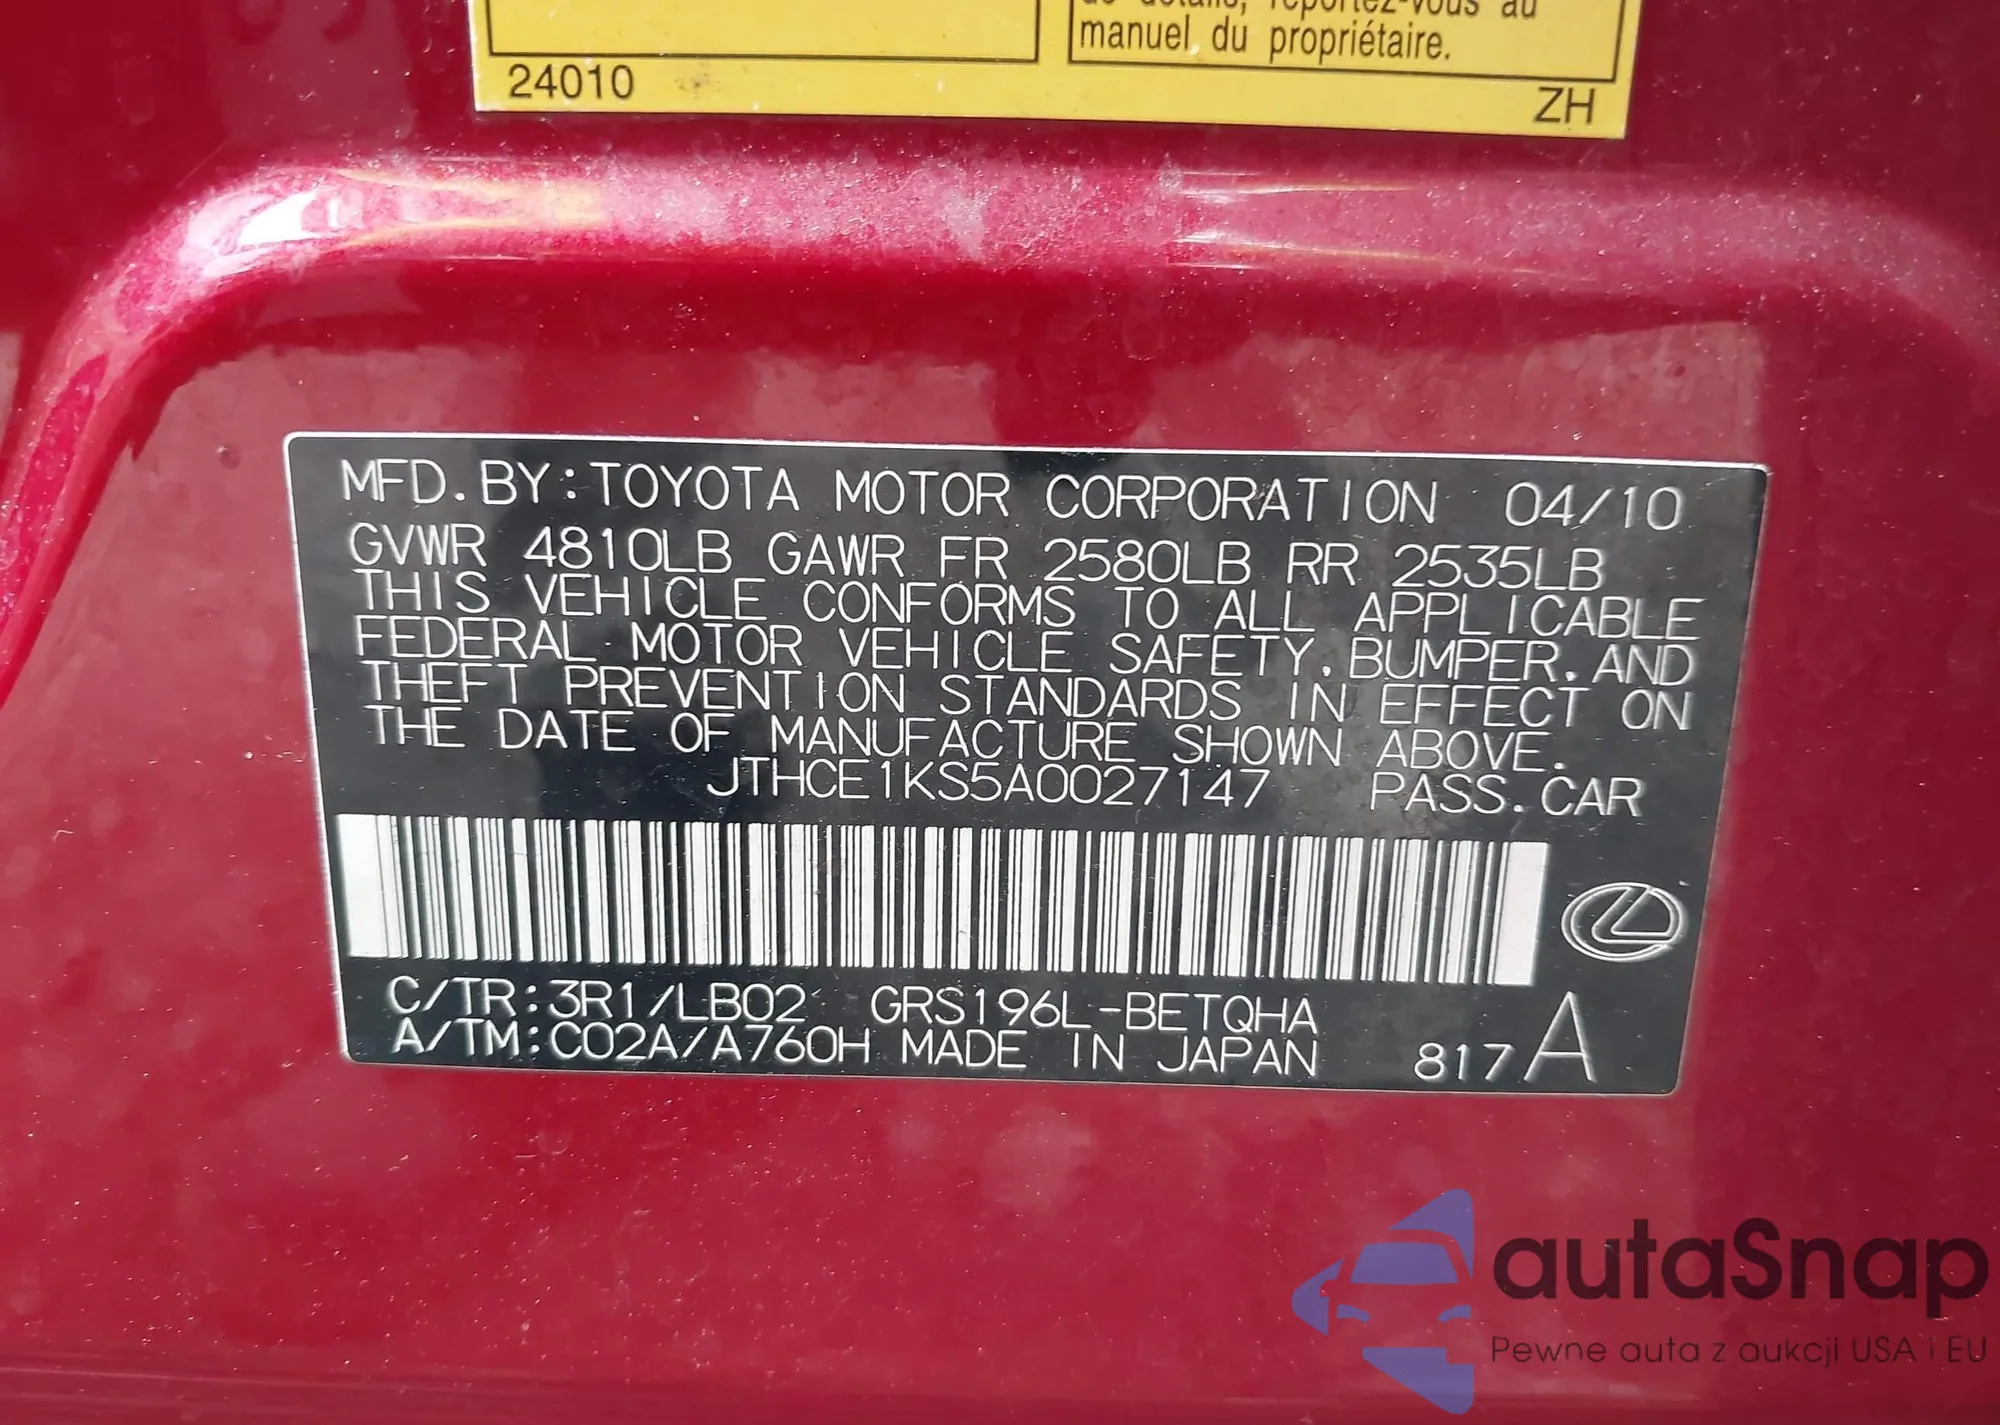 de détails, reportez-vous au
manuel du propriétaire.
24010
ZH
MFD. BY: TOYOTA MOTOR CORPORATION 04/10
GVWR 4810LB GAWR FR 2580LB RR 2535LB
THIS VEHICLE CONFORMS TO ALL APPLICABLE
FEDERAL MOTOR VEHICLE SAFETY, BUMPER, AND
THEFT PREVENTION STANDARDS IN EFFECT ON
THE DATE OF MANUFACTURE SHOWN ABOVE.
JTHCE1KS5A0027147 PASS. CAR
C/TR:3R1/LB02 GRS196L-BETQHA
A/TM:C02A/A760H MADE IN JAPAN 817A
autaSnap
Pewne auta z aukcji USA i EU